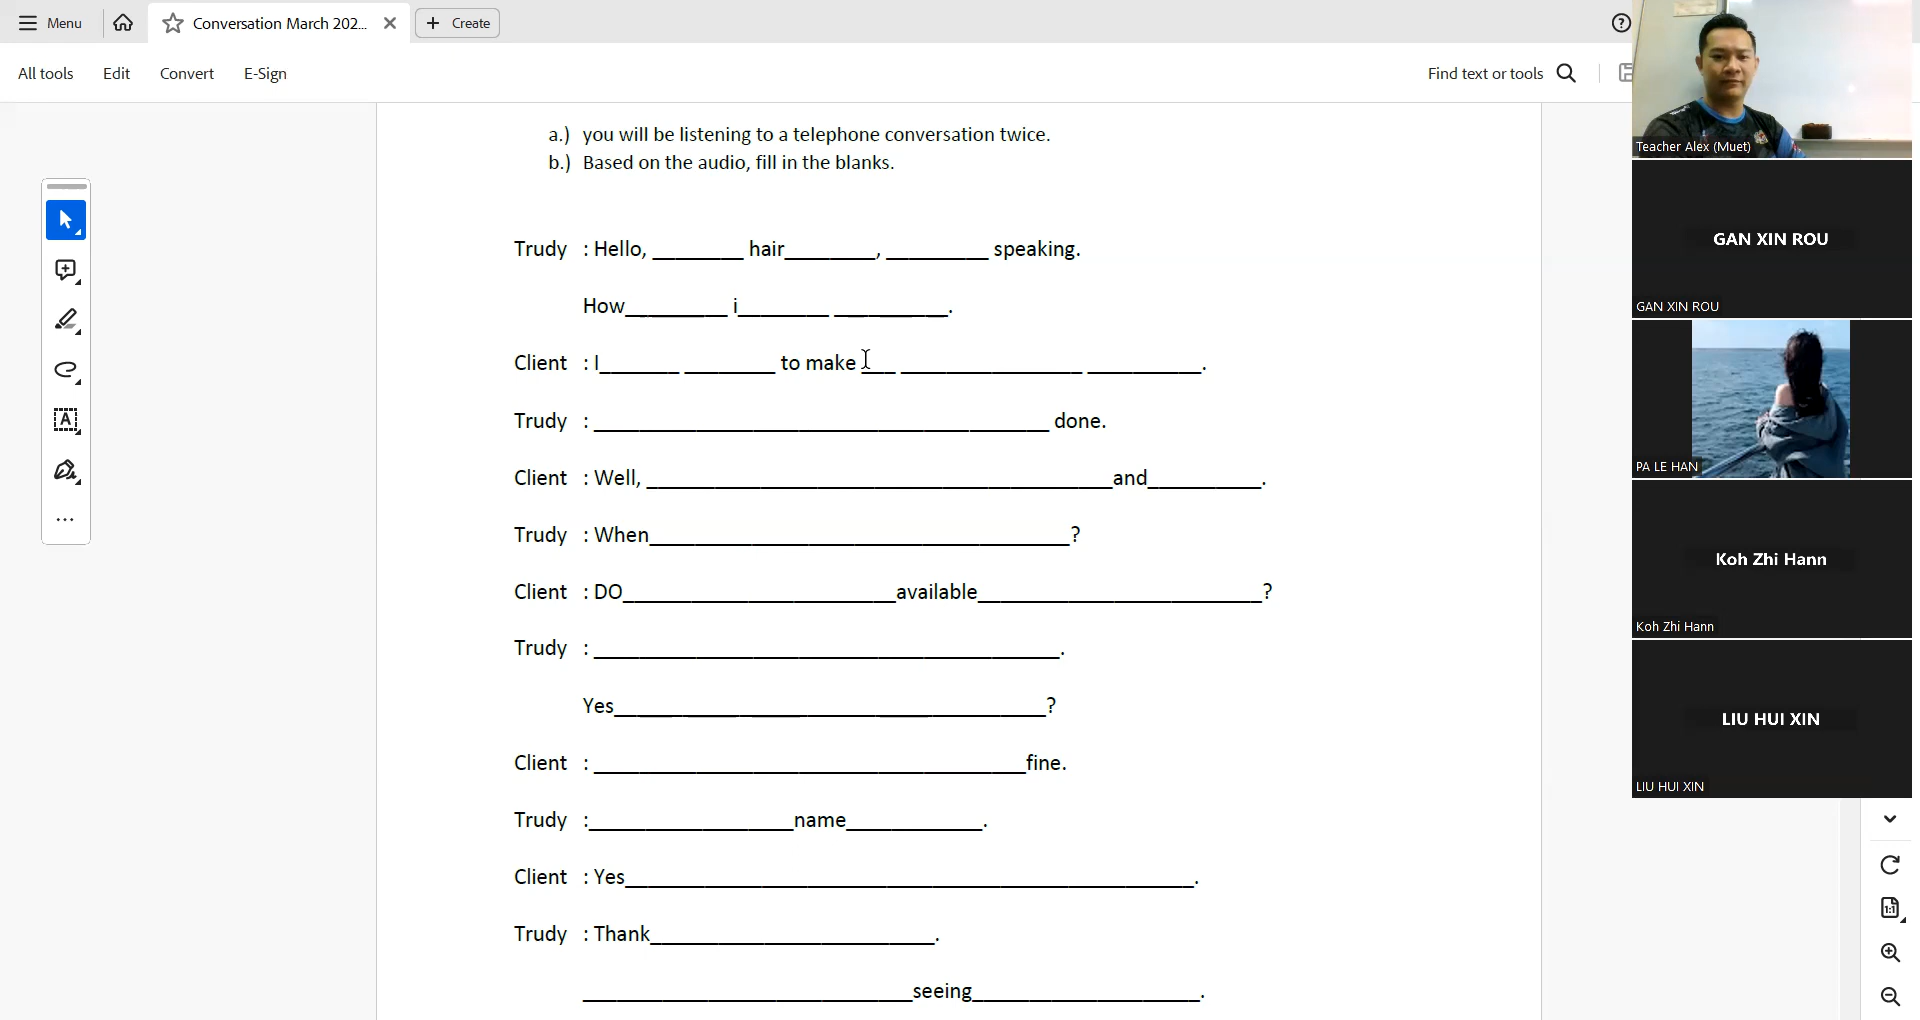 Menu
Conversation March 202...
Create
All tools
Edit
Convert
E-Sign
Find text or tools
a.) you will be listening to a telephone conversation twice.
b.) Based on the audio, fill in the blanks.
Trudy : Hello, ________ hair________, _________ speaking.
How_________ i________ __________.
Client : I_______ ________ to make ___ ________________ __________.
Trudy : ________________________________________ done.
Client : Well, _________________________________________and__________.
Trudy : When_____________________________________?
Client : DO________________________available_________________________?
Trudy : _________________________________________.
Yes______________________________________?
Client : ______________________________________fine.
Trudy :__________________name____________.
Client : Yes__________________________________________________.
Trudy : Thank_________________________.
_____________________________seeing____________________.
Teacher Alex (Muet)
GAN XIN ROU
GAN XIN ROU
PA LE HAN
Koh Zhi Hann
Koh Zhi Hann
LIU HUI XIN
LIU HUI XIN
1:1